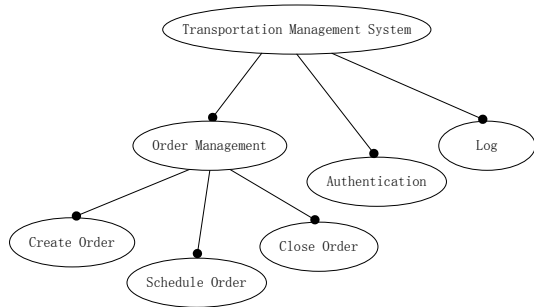 Transportation Management System
Order Management
Log
Authentication
Create Order
Close Order
Schedule Order